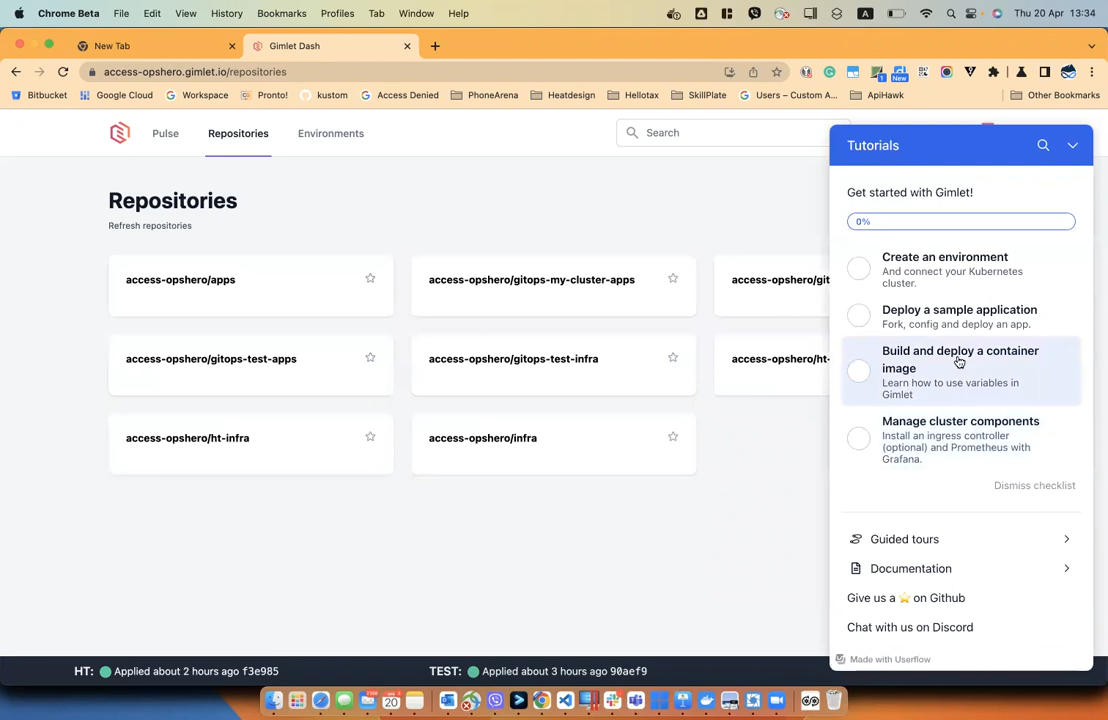 Chrome Beta File Edit View History Bookmarks Profiles Tab Window Help A Thu 20 Apr 13:34
New Tab Gimlet Dash
access-opshero.gimlet.io/repositories
1 New
Bitbucket Google Cloud Workspace Pronto! kustom Access Denied PhoneArena Heatdesign Hellotax SkillPlate Users – Custom A... ApiHawk Other Bookmarks
Pulse Repositories Environments Search
Repositories
Refresh repositories
access-opshero/apps access-opshero/gitops-my-cluster-apps access-opshero/git
access-opshero/gitops-test-apps access-opshero/gitops-test-infra access-opshero/ht-
access-opshero/ht-infra access-opshero/infra
Tutorials
Get started with Gimlet!
0%
Create an environment
And connect your Kubernetes
cluster.
Deploy a sample application
Fork, config and deploy an app.
Build and deploy a container
image
Learn how to use variables in
Gimlet
Manage cluster components
Install an ingress controller
(optional) and Prometheus with
Grafana.
Dismiss checklist
Guided tours
Documentation
Give us a ⭐ on Github
Chat with us on Discord
Made with Userflow
HT: Applied about 2 hours ago f3e985 TEST: Applied about 3 hours ago 90aef9
20